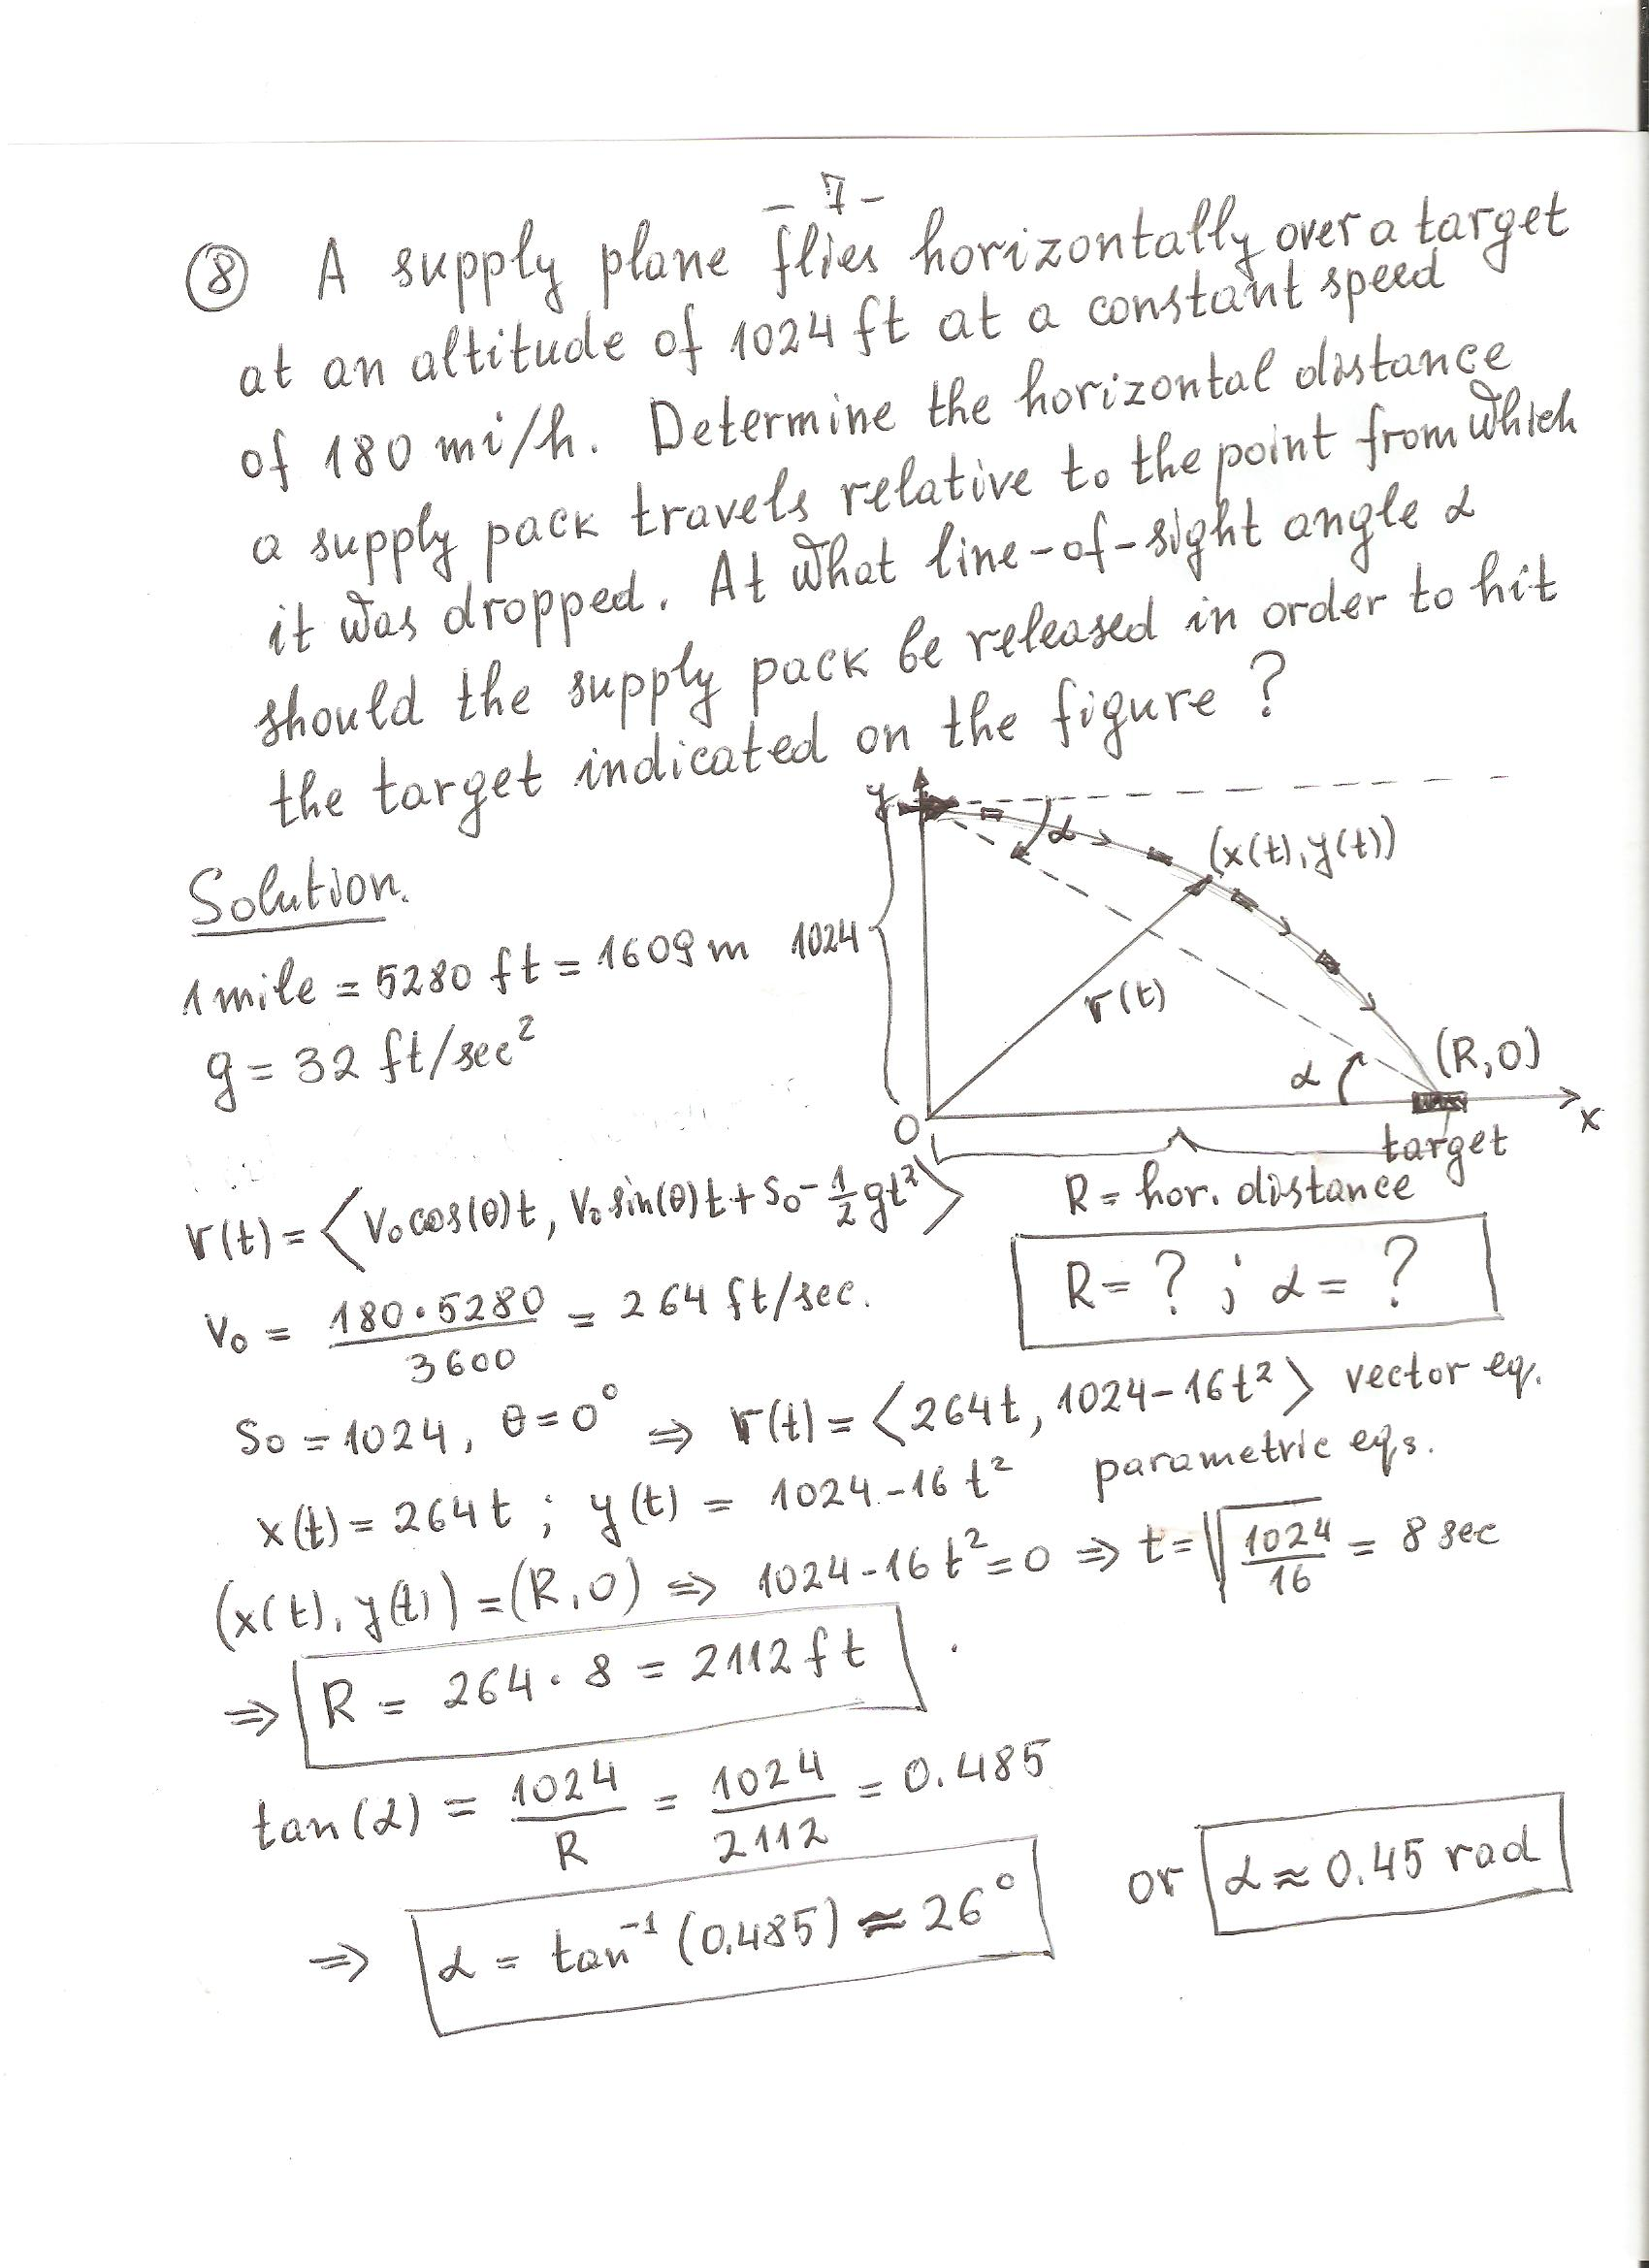 - 7 -
⑧ A supply plane flies horizontally over a target
at an altitude of 1024 ft at a constant speed
of 180 mi/h. Determine the horizontal distance
a supply pack travels relative to the point from which
it was dropped. At what line-of-sight angle α
should the supply pack be released in order to hit
the target indicated on the figure?
y
α
(x(t), y(t))
Solution.
1 mile = 5280 ft = 1609 m
1024
r(t)
g = 32 ft/sec²
α
(R, 0)
0
x
target
r(t) = ⟨v₀cos(θ)t, v₀sin(θ)t + s₀ - 1/2 gt²⟩
R = hor. distance
R = ? ; α = ?
v₀ = 180·5280/3600 = 264 ft/sec.
s₀ = 1024, θ = 0° ⇒ r(t) = ⟨264t, 1024 - 16t²⟩ vector eq.
x(t) = 264t ; y(t) = 1024 - 16t² parametric eqs.
(x(t), y(t)) = (R, 0) ⇒ 1024 - 16t² = 0 ⇒ t = √(1024/16) = 8 sec
⇒ R = 264·8 = 2112 ft .
tan(α) = 1024/R = 1024/2112 = 0.485
⇒ α = tan⁻¹(0.485) ≈ 26° or α ≈ 0.45 rad